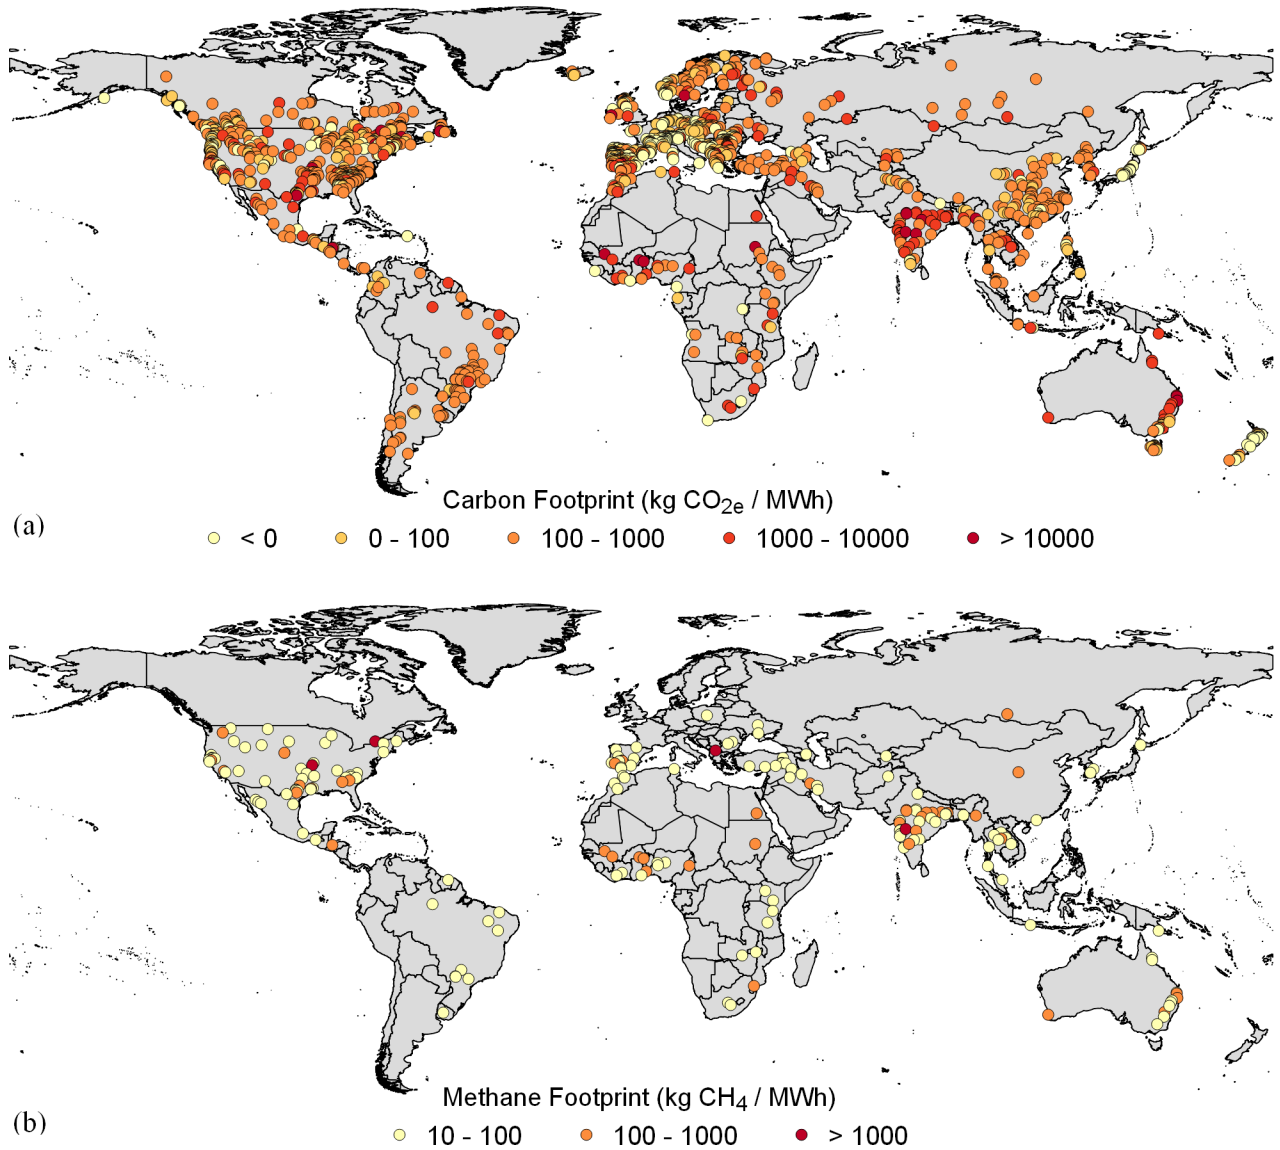 Carbon Footprint (kg CO2e / MWh)
(a)
< 0 0 - 100 100 - 1000 1000 - 10000 > 10000
Methane Footprint (kg CH4 / MWh)
(b)
10 - 100 100 - 1000 > 1000